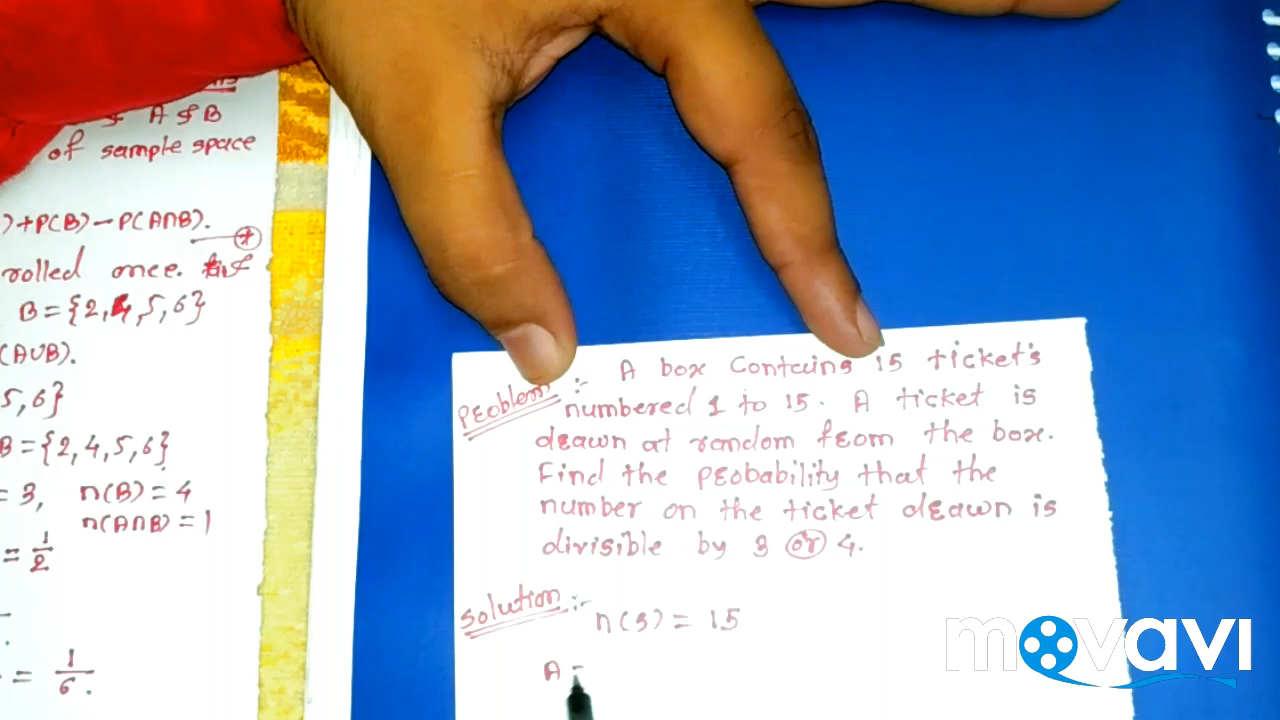 & A & B
of sample space
)+P(B)-P(A∩B).
rolled once. If
B = {2, 4, 5, 6}
(A∪B).
5, 6}
B = {2, 4, 5, 6}
= 3, n(B) = 4
n(A∩B) = 1
= 1/2
= 1/6.
Problem :- A box Contains 15 ticket's
numbered 1 to 15. A ticket is
drawn at random from the box.
Find the probability that the
number on the ticket drawn is
divisible by 3 or 4.
Solution :-
n(S) = 15
A =
movavi